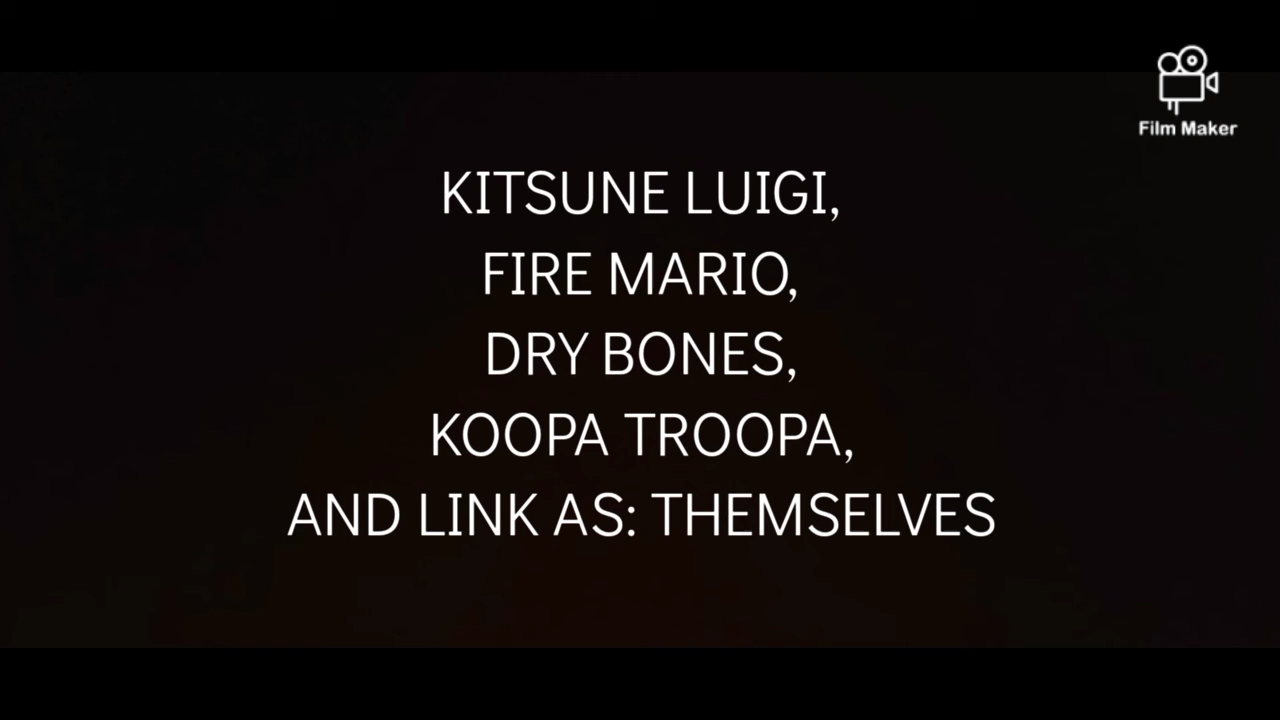 Film Maker
KITSUNE LUIGI,
FIRE MARIO,
DRY BONES,
KOOPA TROOPA,
AND LINK AS: THEMSELVES